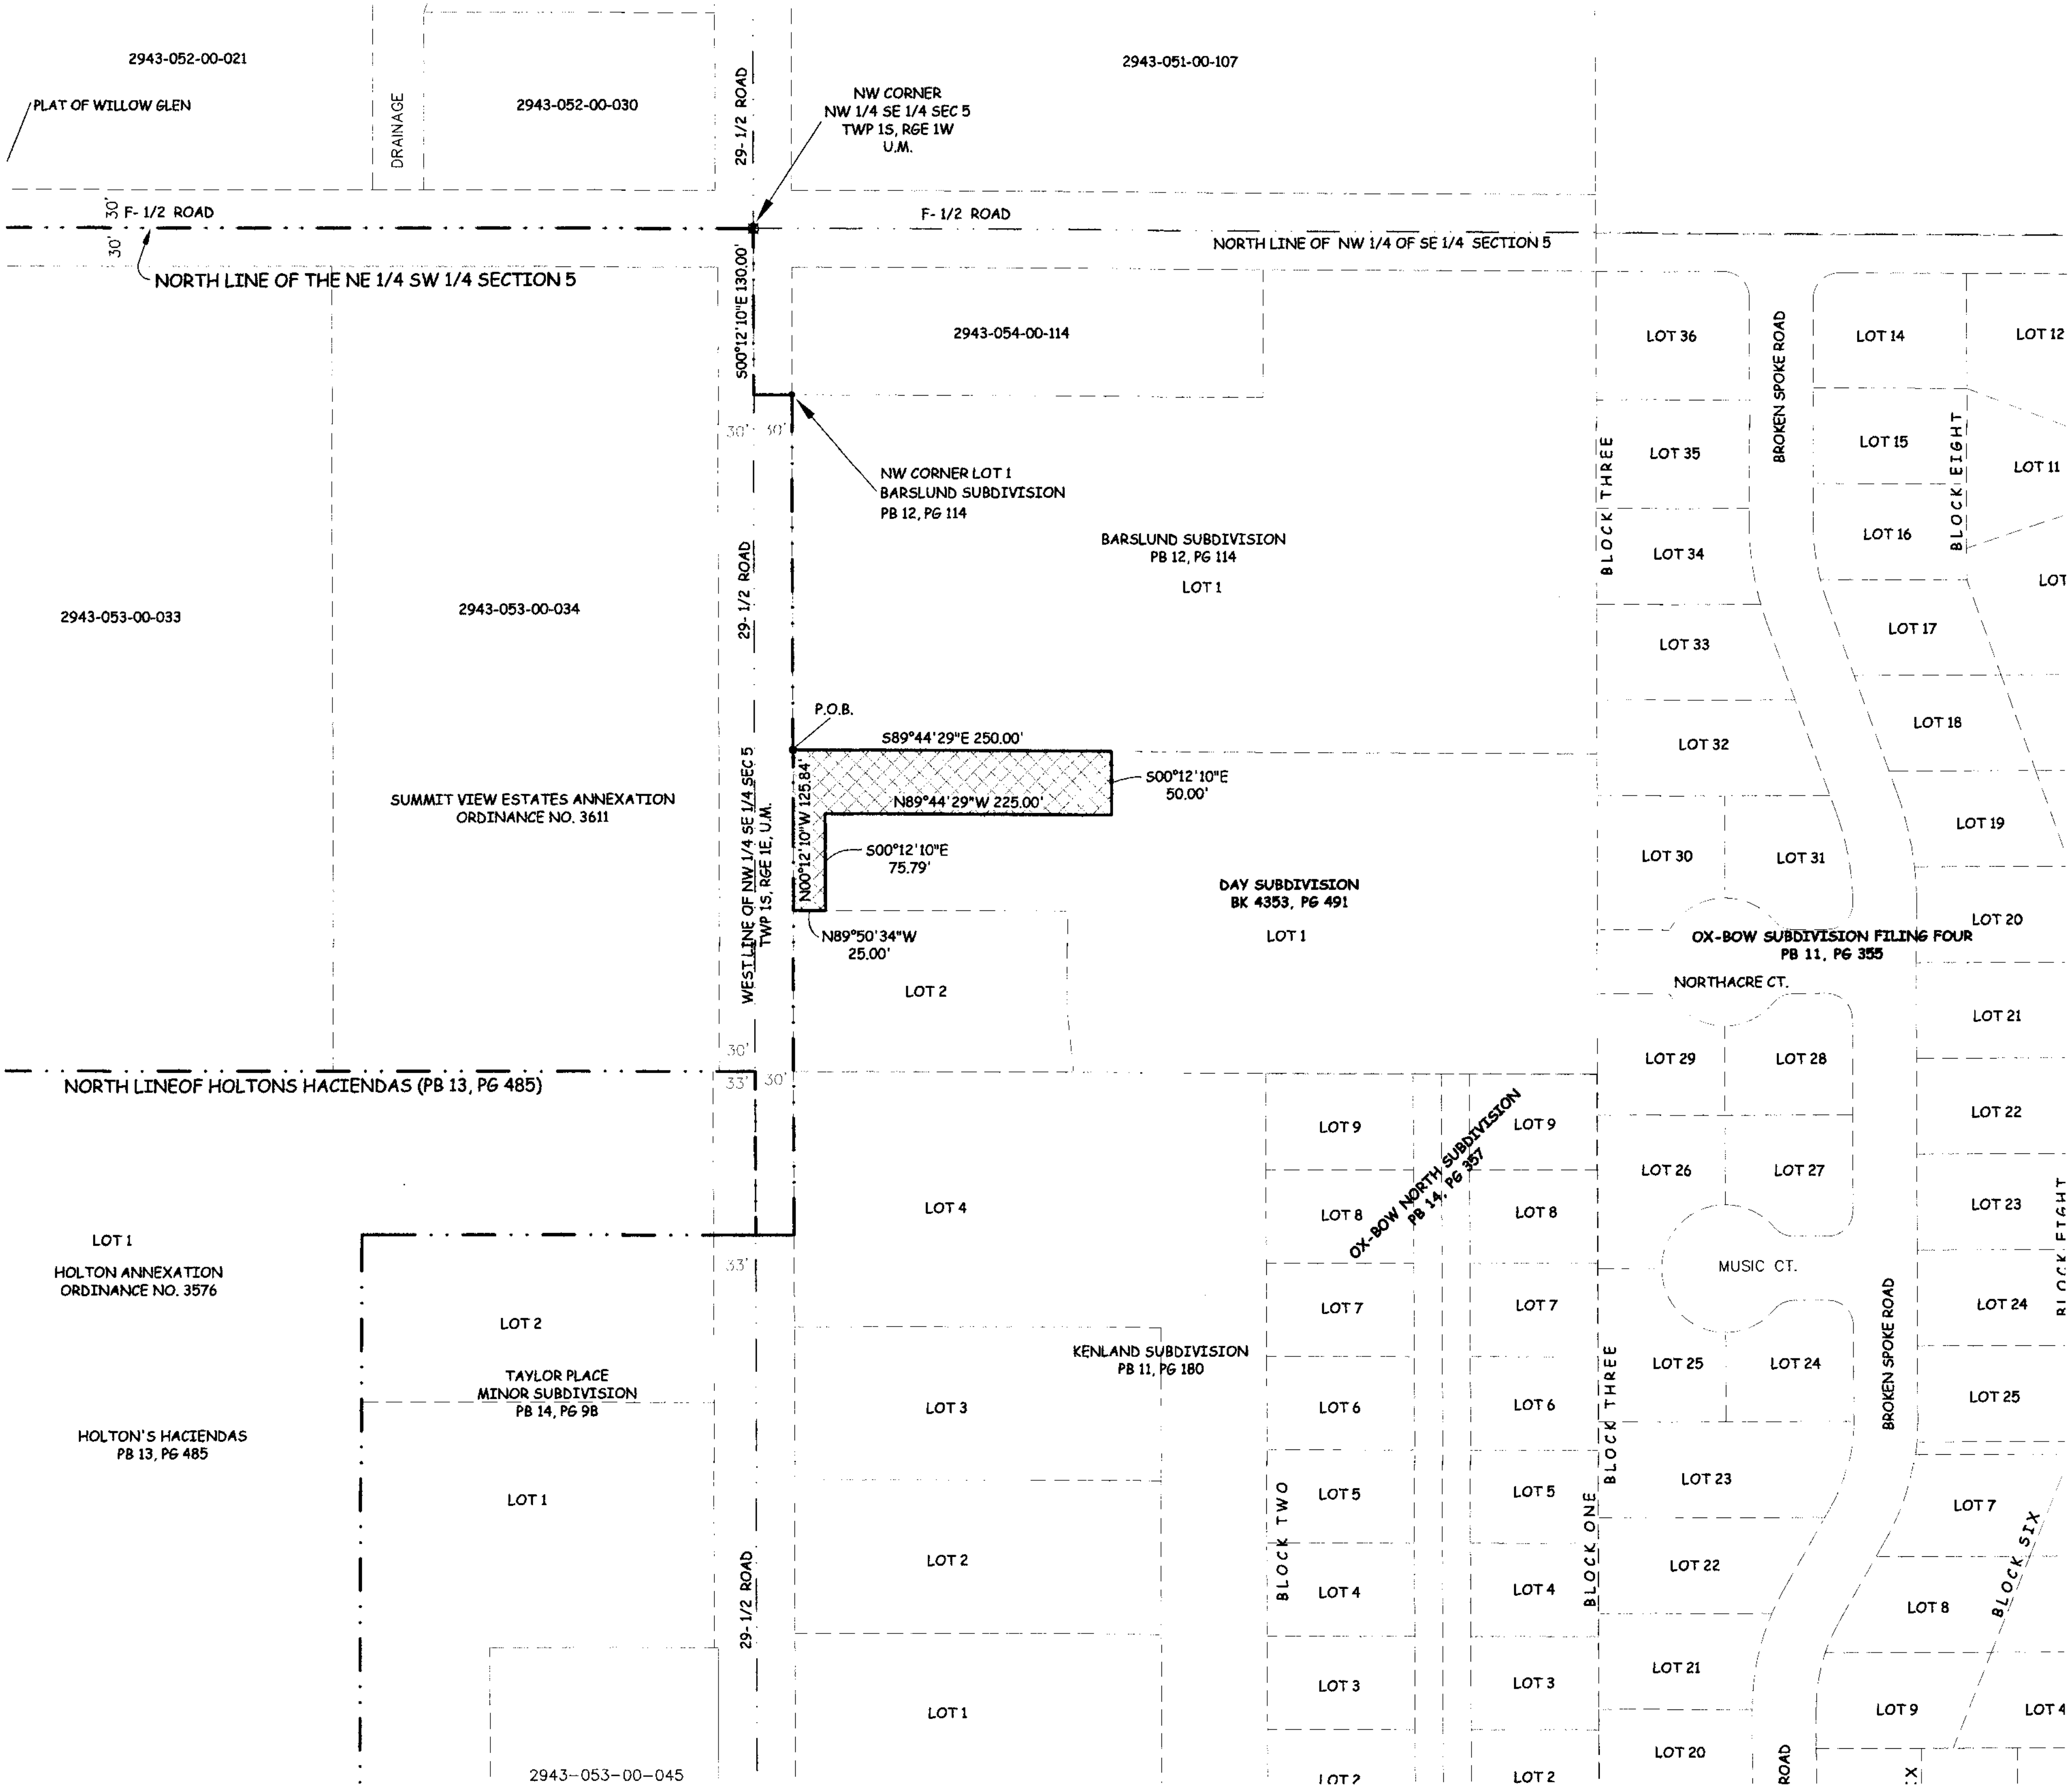 2943-052-00-021
PLAT OF WILLOW GLEN
DRAINAGE
2943-052-00-030
29- 1/2 ROAD
2943-051-00-107
NW CORNER
NW 1/4 SE 1/4 SEC 5
TWP 1S, RGE 1W
U.M.
30'
F- 1/2 ROAD
30'
F- 1/2 ROAD
NORTH LINE OF NW 1/4 OF SE 1/4 SECTION 5
NORTH LINE OF THE NE 1/4 SW 1/4 SECTION 5
S00°12'10"E 130.00'
2943-054-00-114
30'
30'
NW CORNER LOT 1
BARSLUND SUBDIVISION
PB 12, PG 114
BARSLUND SUBDIVISION
PB 12, PG 114
LOT 1
29- 1/2 ROAD
2943-053-00-033
2943-053-00-034
P.O.B.
S89°44'29"E 250.00'
S00°12'10"E
50.00'
N89°44'29"W 225.00'
N00°12'10"W 125.84'
S00°12'10"E
75.79'
N89°50'34"W
25.00'
WEST LINE OF NW 1/4 SE 1/4 SEC 5
TWP 1S, RGE 1E, U.M.
SUMMIT VIEW ESTATES ANNEXATION
ORDINANCE NO. 3611
DAY SUBDIVISION
BK 4353, PG 491
LOT 1
LOT 2
30'
33'
30'
NORTH LINEOF HOLTONS HACIENDAS (PB 13, PG 485)
LOT 1
HOLTON ANNEXATION
ORDINANCE NO. 3576
HOLTON'S HACIENDAS
PB 13, PG 485
33'
LOT 2
TAYLOR PLACE
MINOR SUBDIVISION
PB 14, PG 9B
LOT 1
29- 1/2 ROAD
2943-053-00-045
LOT 4
KENLAND SUBDIVISION
PB 11, PG 180
LOT 3
LOT 2
LOT 1
LOT 9
LOT 8
LOT 7
LOT 6
LOT 5
LOT 4
LOT 3
LOT 2
BLOCK TWO
OX-BOW NORTH SUBDIVISION
PB 14, PG 357
LOT 9
LOT 8
LOT 7
LOT 6
LOT 5
LOT 4
LOT 3
LOT 2
BLOCK ONE
BLOCK THREE
LOT 36
LOT 35
LOT 34
LOT 33
LOT 32
LOT 30
LOT 31
OX-BOW SUBDIVISION FILING FOUR
PB 11, PG 355
NORTHACRE CT.
LOT 29
LOT 28
LOT 26
LOT 27
MUSIC CT.
LOT 25
LOT 24
BLOCK THREE
LOT 23
LOT 22
LOT 21
LOT 20
BROKEN SPOKE ROAD
BROKEN SPOKE ROAD
ROAD
LOT 14
LOT 12
LOT 15
BLOCK EIGHT
LOT 11
LOT 16
LOT
LOT 17
LOT 18
LOT 19
LOT 20
LOT 21
LOT 22
LOT 23
BLOCK EIGHT
LOT 24
LOT 25
LOT 7
BLOCK SIX
LOT 8
LOT 9
LOT 4